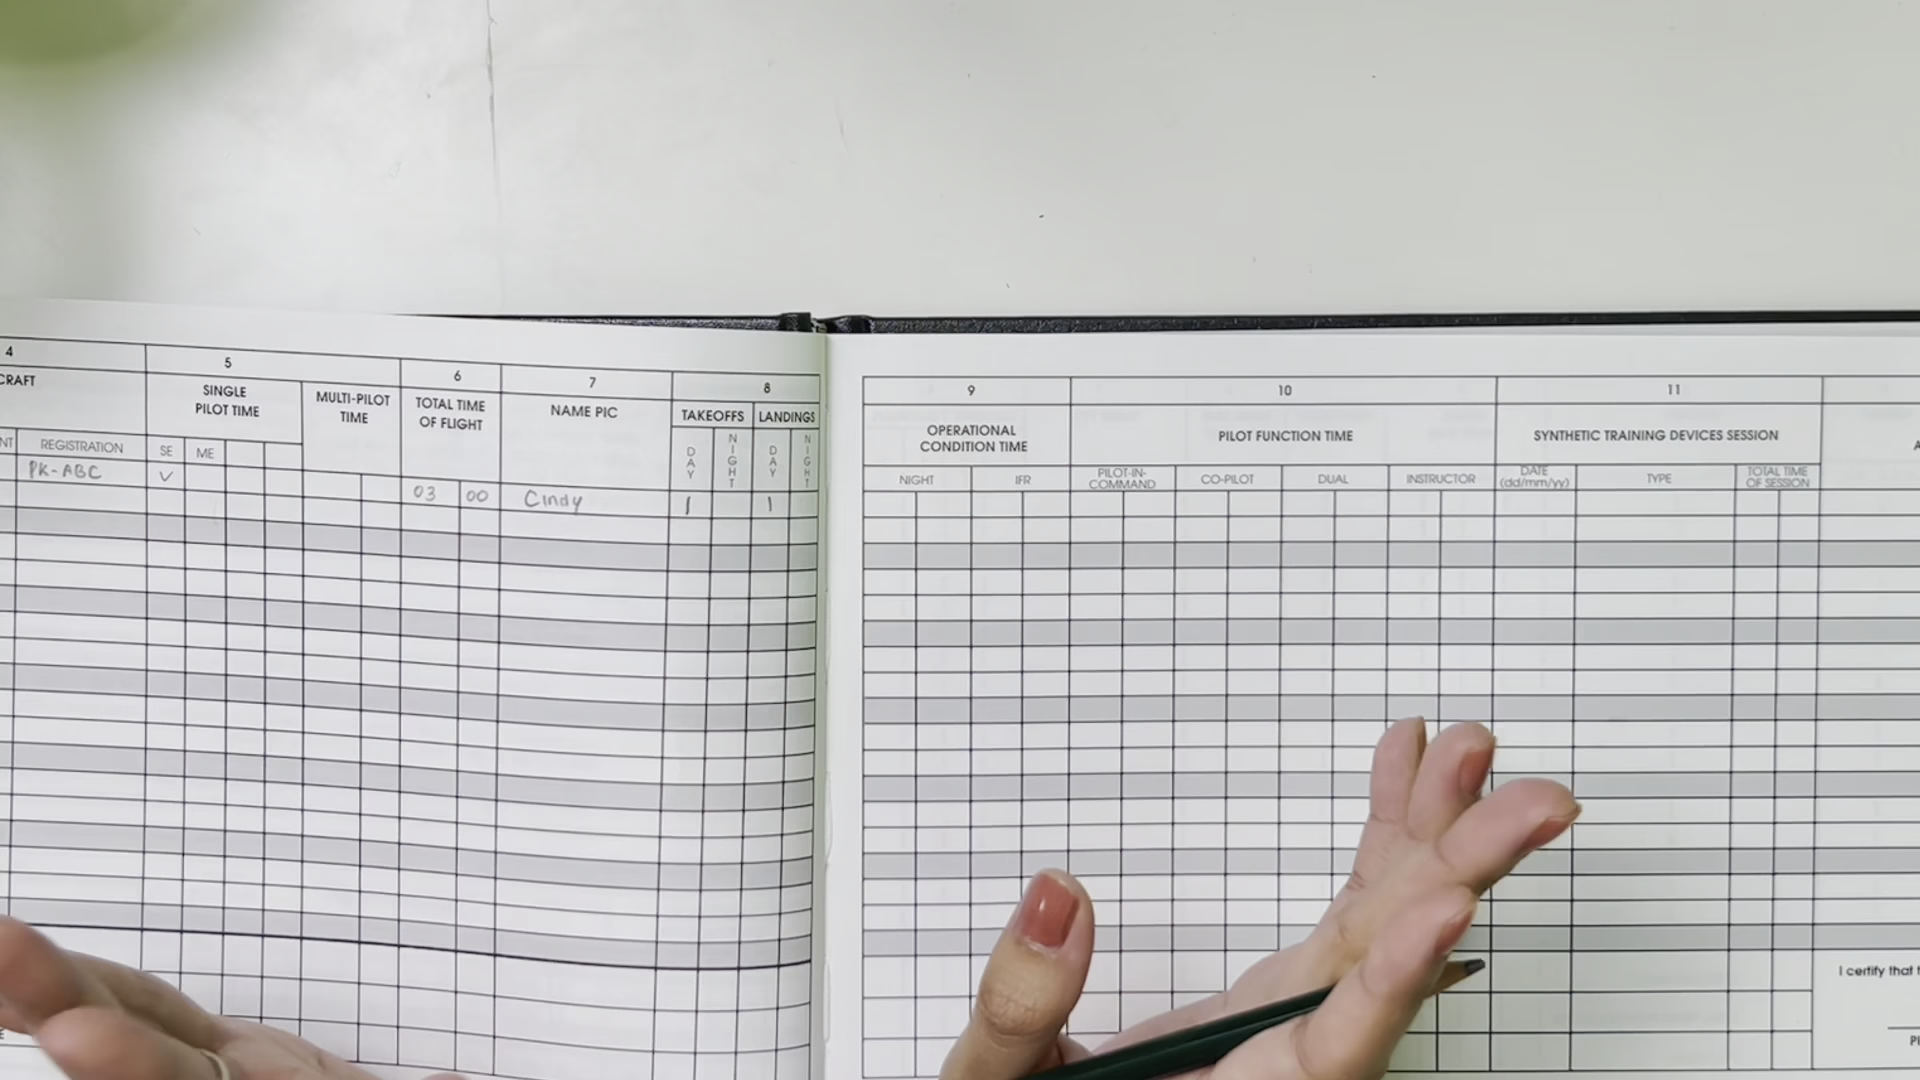 4
5
6
7
8
CRAFT
SINGLE
PILOT TIME
MULTI-PILOT
TIME
TOTAL TIME
OF FLIGHT
NAME PIC
TAKEOFFS
LANDINGS
REGISTRATION
SE
ME
DAY
NIGHT
DAY
NIGHT
PK-ABC
V
03
00
Cindy
1
1
9
10
11
OPERATIONAL
CONDITION TIME
PILOT FUNCTION TIME
SYNTHETIC TRAINING DEVICES SESSION
NIGHT
IFR
PILOT-IN-
COMMAND
CO-PILOT
DUAL
INSTRUCTOR
DATE
(dd/mm/yy)
TYPE
TOTAL TIME
OF SESSION
I certify that